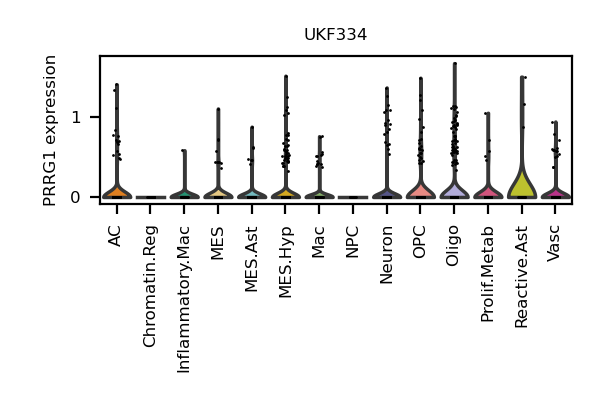 UKF334
PRRG1 expression
1
0
AC
Chromatin.Reg
Inflammatory.Mac
MES
MES.Ast
MES.Hyp
Mac
NPC
Neuron
OPC
Oligo
Prolif.Metab
Reactive.Ast
Vasc